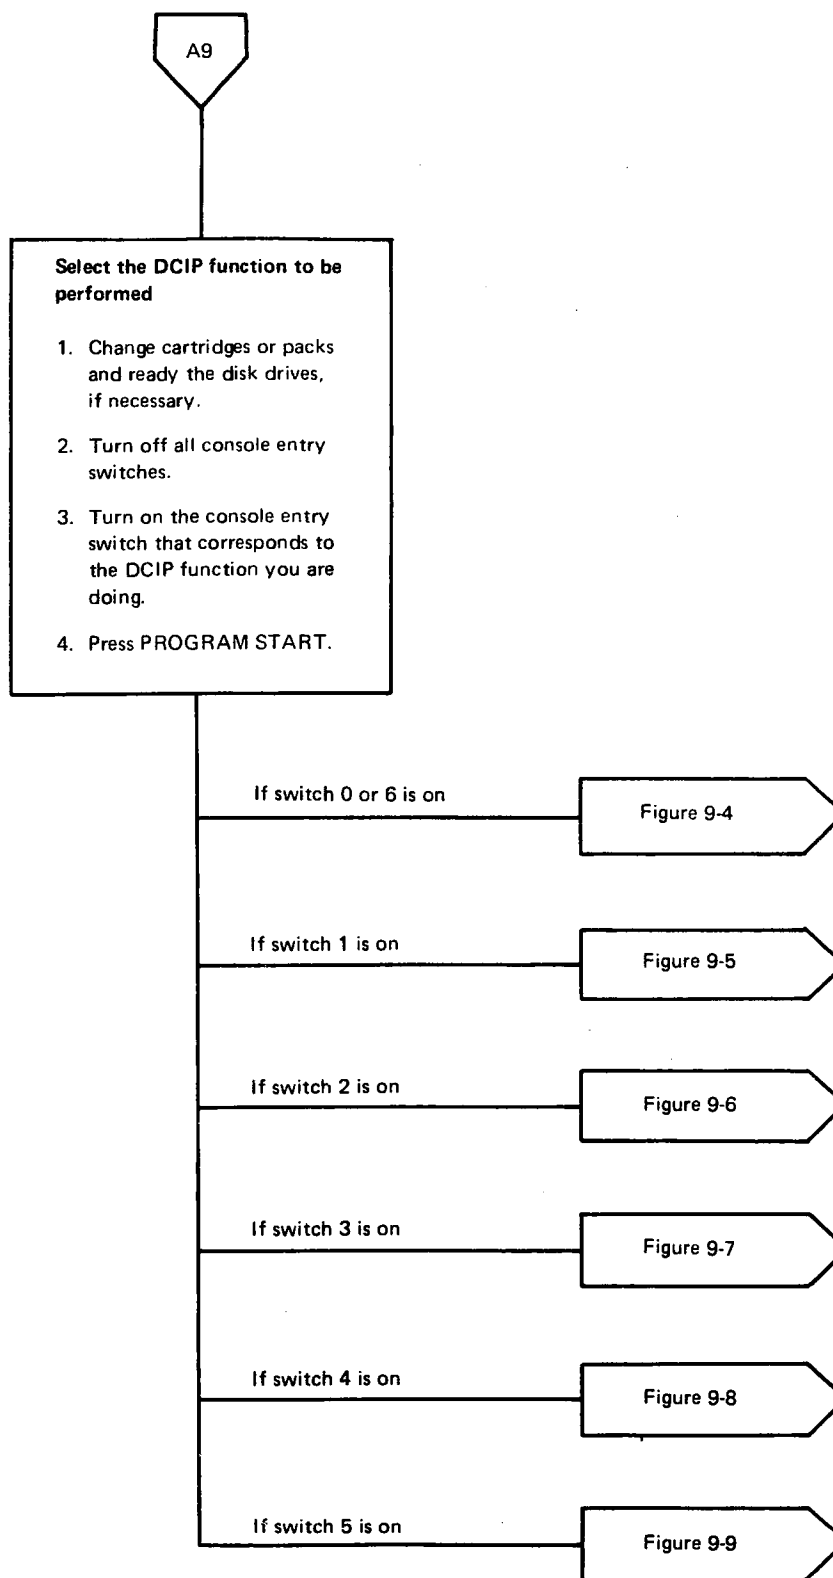 A9
Select the DCIP function to be
performed
1. Change cartridges or packs
and ready the disk drives,
if necessary.
2. Turn off all console entry
switches.
3. Turn on the console entry
switch that corresponds to
the DCIP function you are
doing.
4. Press PROGRAM START.
If switch 0 or 6 is on
Figure 9-4
If switch 1 is on
Figure 9-5
If switch 2 is on
Figure 9-6
If switch 3 is on
Figure 9-7
If switch 4 is on
Figure 9-8
If switch 5 is on
Figure 9-9